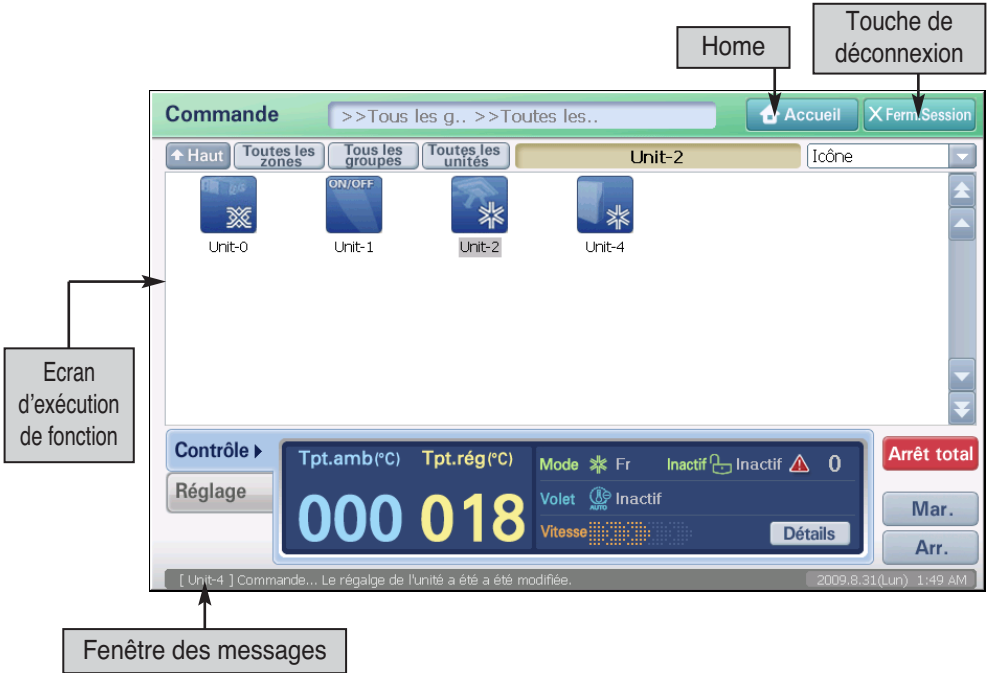 Home
Touche de
déconnexion
Commande
>>Tous les g.. >>Toutes les..
Accueil
X Ferm.Session
Haut
Toutes les
zones
Tous les
groupes
Toutes les
unités
Unit-2
Icône
ON/OFF
Unit-0
Unit-1
Unit-2
Unit-4
Ecran
d'exécution
de fonction
Contrôle
Réglage
Tpt.amb(°C)
Tpt.rég(°C)
000
018
Mode
Fr
Inactif
Inactif
0
Volet
AUTO
Inactif
Vitesse
Détails
Arrêt total
Mar.
Arr.
[ Unit-4 ] Commande... Le régalge de l'unité a été a été modifiée.
2009.8.31(Lun) 1:49 AM
Fenêtre des messages